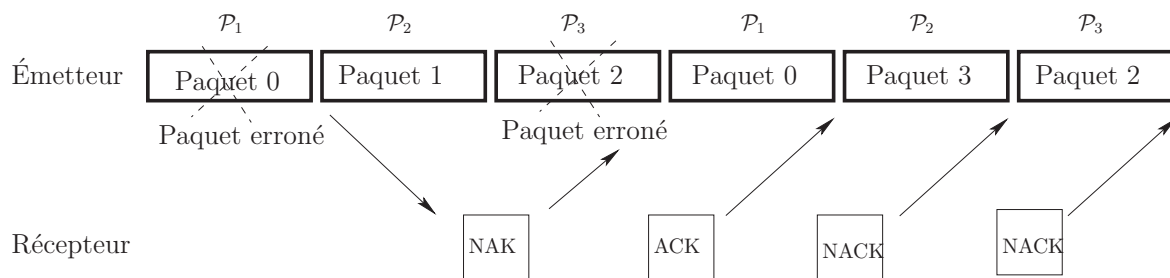 𝒫₁ 𝒫₂ 𝒫₃ 𝒫₁ 𝒫₂ 𝒫₃
Émetteur Paquet 0 Paquet 1 Paquet 2 Paquet 0 Paquet 3 Paquet 2
Paquet erroné Paquet erroné
Récepteur NAK ACK NACK NACK